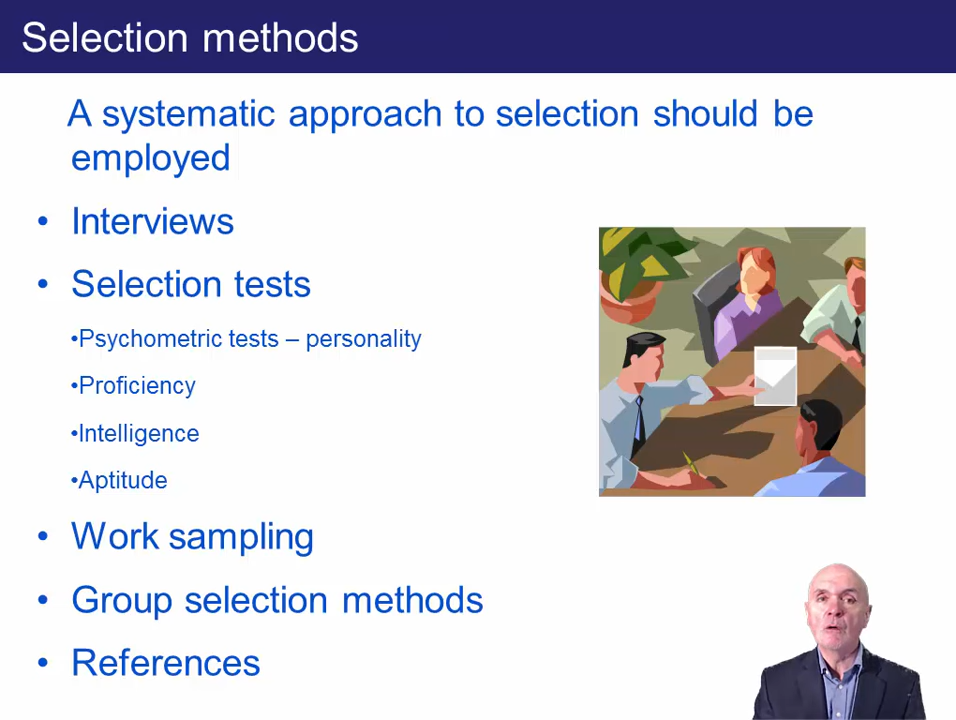 Selection methods
A systematic approach to selection should be
employed
• Interviews
• Selection tests
•Psychometric tests – personality
•Proficiency
•Intelligence
•Aptitude
• Work sampling
• Group selection methods
• References